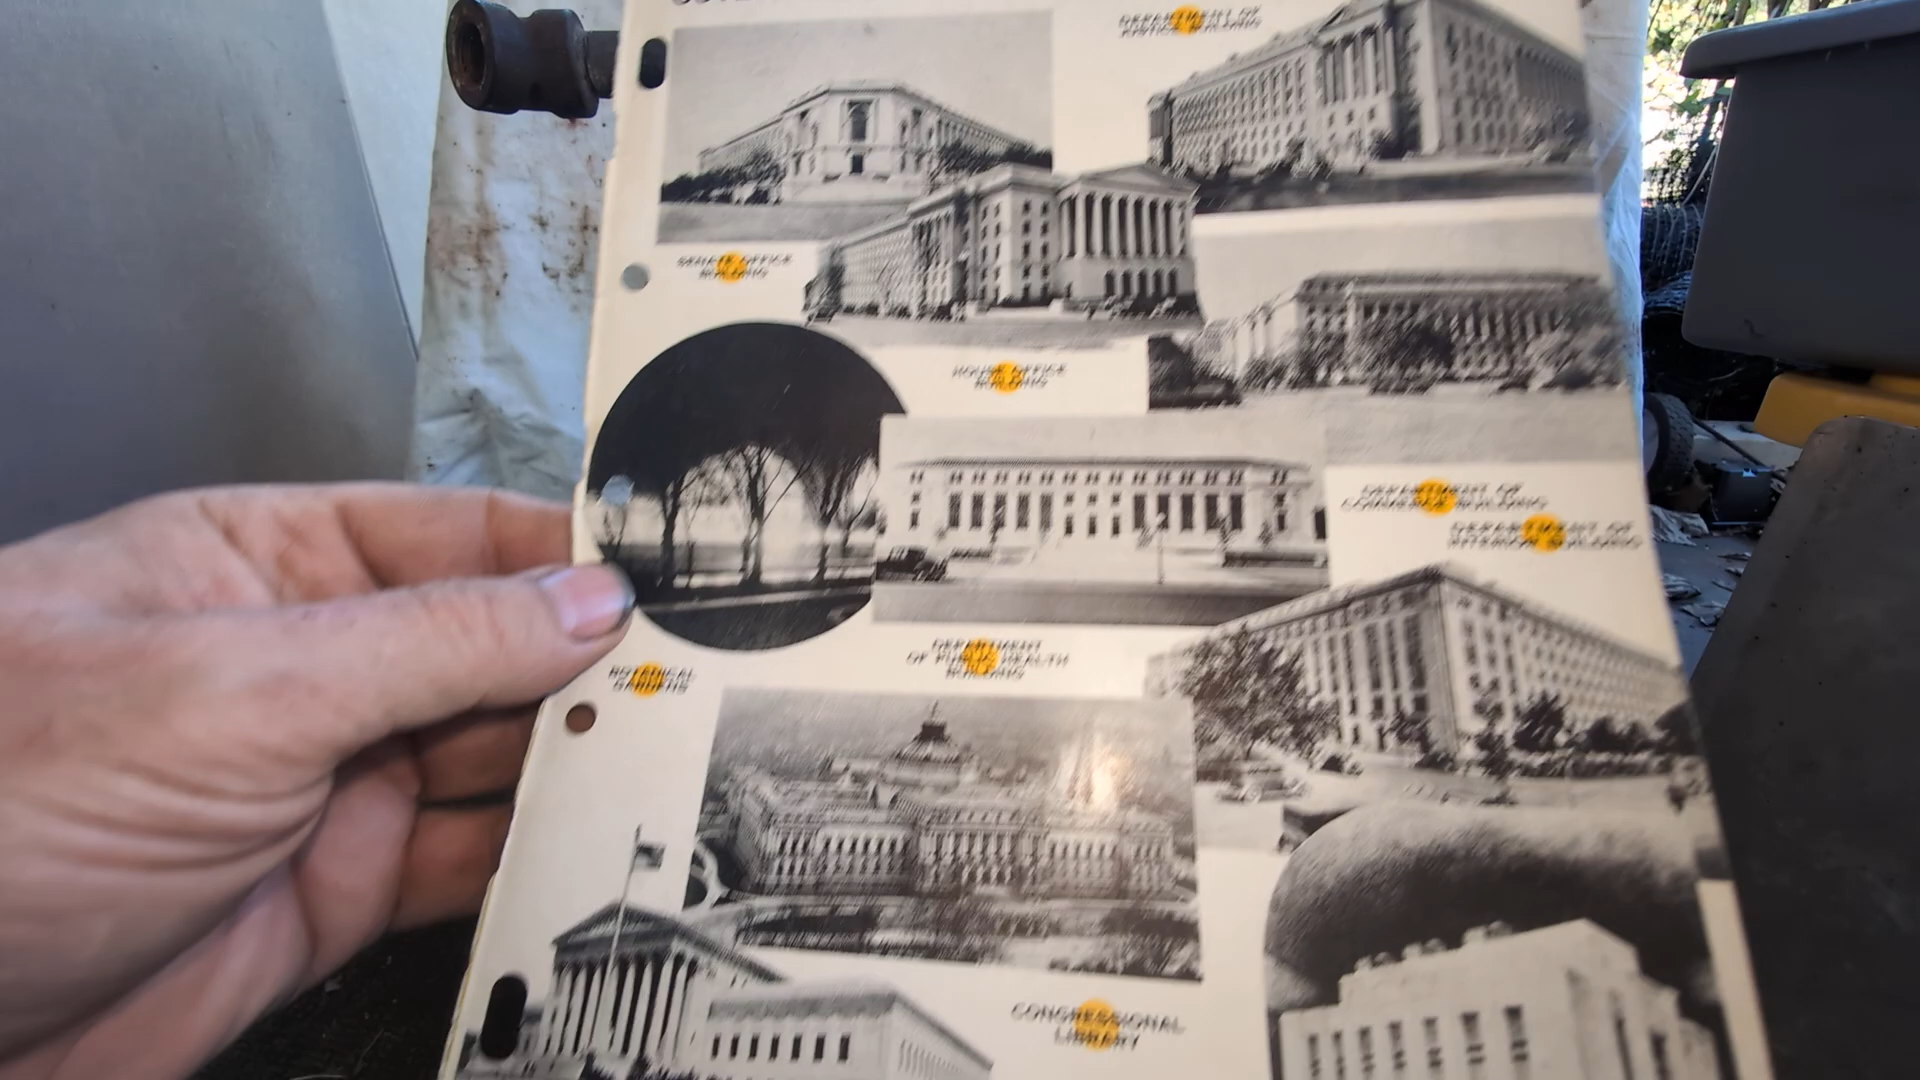 DEPARTMENT OF
JUSTICE BUILDING
SENATE OFFICE
BUILDING
HOUSE OFFICE
BUILDING
DEPARTMENT OF
COMMERCE BUILDING
DEPARTMENT OF
INTERIOR BUILDING
DEPARTMENT
OF PUBLIC HEALTH
BUILDING
BOTANICAL
GARDENS
CONGRESSIONAL
LIBRARY